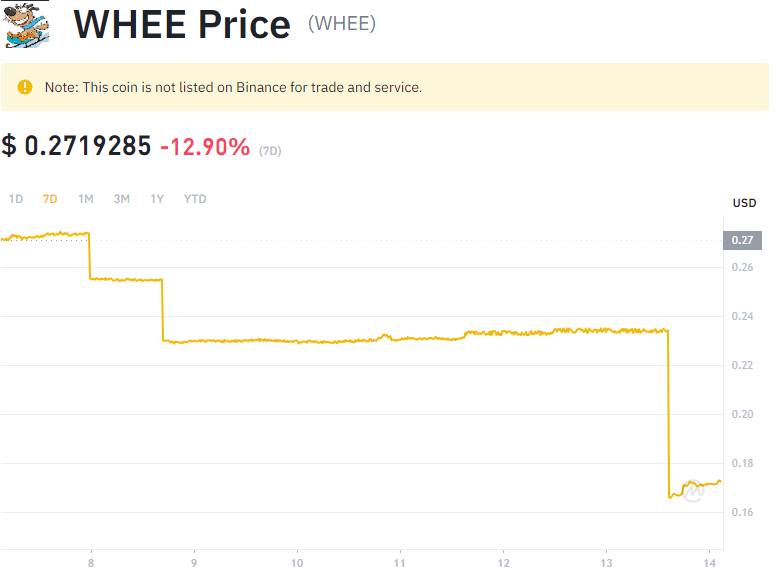 WHEE Price (WHEE)
Note: This coin is not listed on Binance for trade and service.
$ 0.2719285 -12.90% (7D)
1D 7D 1M 3M 1Y YTD
USD
0.27
0.26
0.24
0.22
0.20
0.18
0.16
8 9 10 11 12 13 14